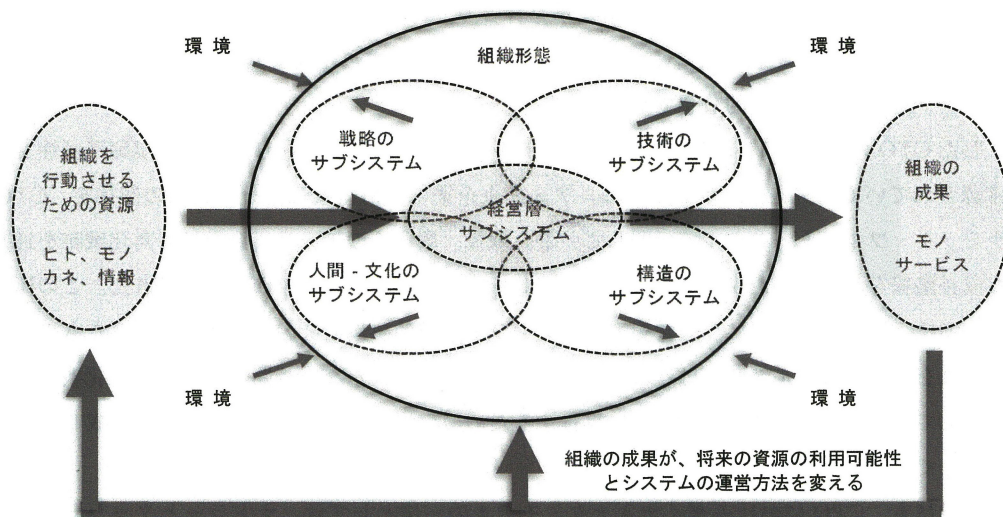 環 境
環 境
組織形態
戦略の
サブシステム
技術の
サブシステム
組織を
行動させる
ための資源
ヒト、モノ
カネ、情報
経営層
サブシステム
組織の
成果
モノ
サービス
人間 - 文化の
サブシステム
構造の
サブシステム
環 境
環 境
組織の成果が、将来の資源の利用可能性
とシステムの運営方法を変える